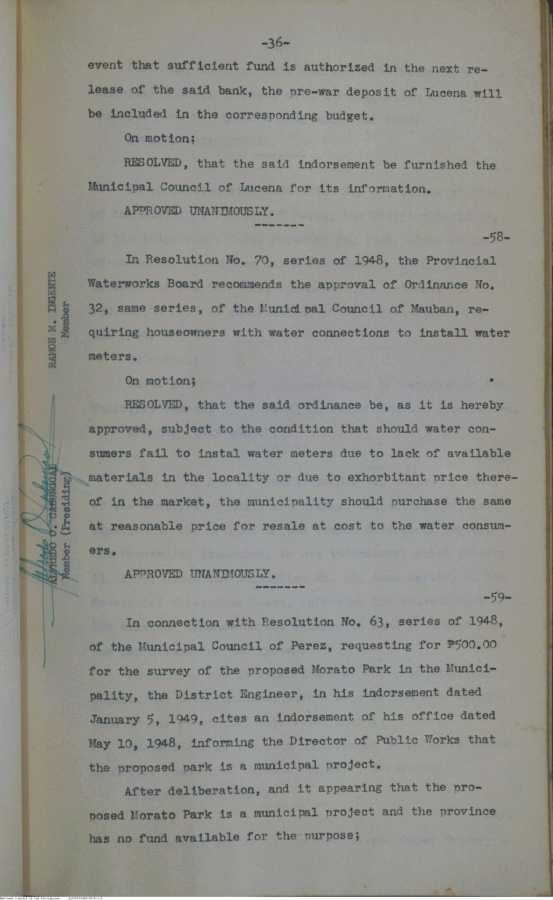 -36-
event that sufficient fund is authorized in the next re-
lease of the said bank, the pre-war deposit of Lucena will
be included in the corresponding budget.
On motion;
RESOLVED, that the said indorsement be furnished the
Municipal Council of Lucena for its information.
APPROVED UNANIMOUSLY.
-------
-58-
In Resolution No. 70, series of 1948, the Provincial
Waterworks Board recommends the approval of Ordinance No.
32, same series, of the Municipal Council of Mauban, re-
quiring houseowners with water connections to install water
meters.
On motion;
RESOLVED, that the said ordinance be, as it is hereby
approved, subject to the condition that should water con-
sumers fail to instal water meters due to lack of available
materials in the locality or due to exhorbitant price there-
of in the market, the municipality should purchase the same
at reasonable price for resale at cost to the water consum-
ers.
APPROVED UNANIMOUSLY.
-------
-59-
In connection with Resolution No. 63, series of 1948,
of the Municipal Council of Perez, requesting for ₱500.00
for the survey of the proposed Morato Park in the Munici-
pality, the District Engineer, in his indorsement dated
January 5, 1949, cites an indorsement of his office dated
May 10, 1948, informing the Director of Public Works that
the proposed park is a municipal project.
After deliberation, and it appearing that the pro-
posed Morato Park is a municipal project and the province
has no fund available for the purpose;
RAMON M. INGENTE
Member
ALFREDO O.
Member (Presiding)